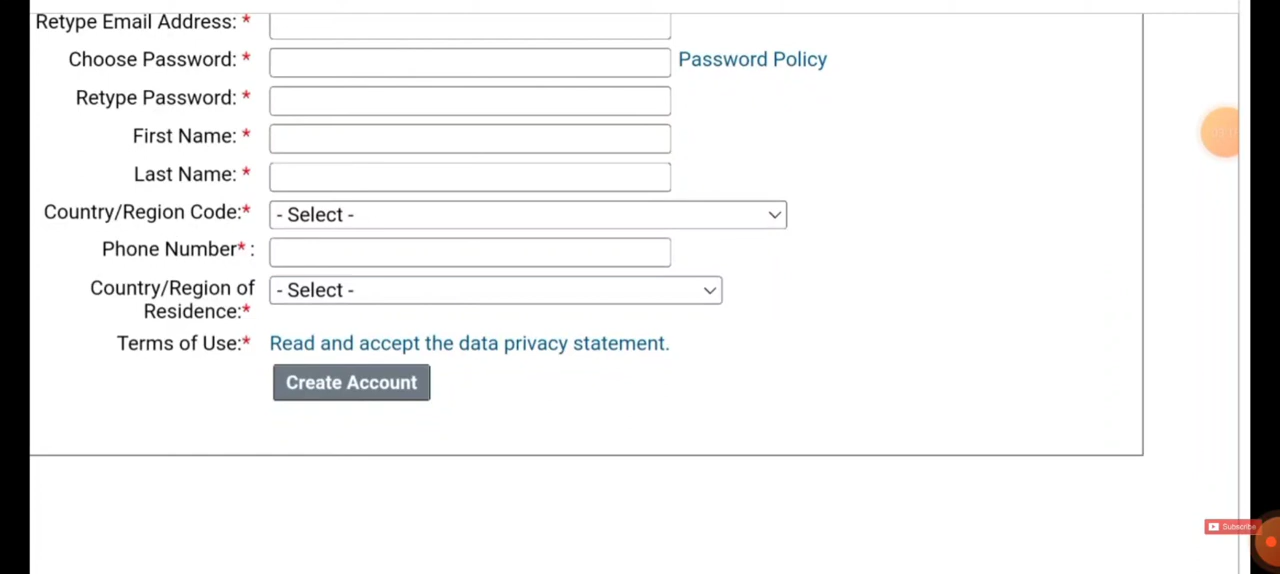 Retype Email Address: *
Choose Password: * Password Policy
Retype Password: *
First Name: *
Last Name: *
Country/Region Code:* - Select -
Phone Number* :
Country/Region of - Select -
Residence:*
Terms of Use:* Read and accept the data privacy statement.
Create Account
Subscribe